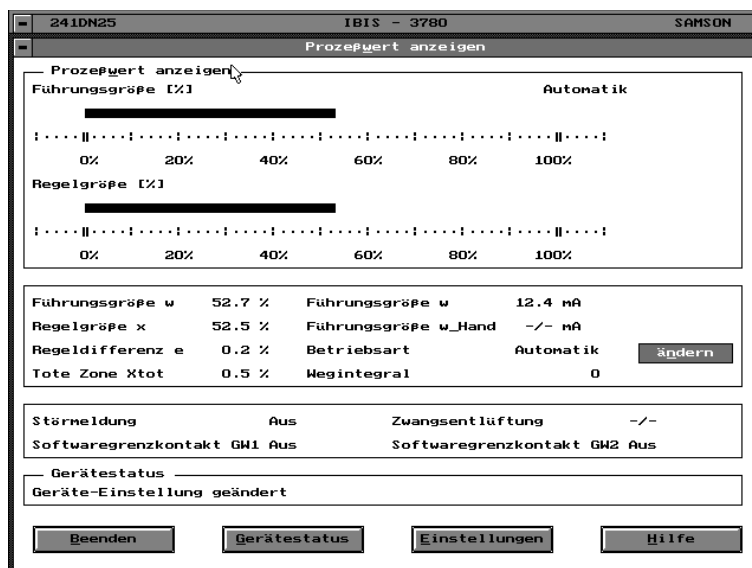 241DN25 IBIS - 3780 SAMSON
Prozeßwert anzeigen
Prozeßwert anzeigen
Führungsgröße [%] Automatik
0% 20% 40% 60% 80% 100%
Regelgröße [%]
0% 20% 40% 60% 80% 100%
Führungsgröße w 52.7 % Führungsgröße w 12.4 mA
Regelgröße x 52.5 % Führungsgröße w_Hand -/- mA
Regeldifferenz e 0.2 % Betriebsart Automatik ändern
Tote Zone Xtot 0.5 % Wegintegral 0
Störmeldung Aus Zwangsentlüftung -/-
Softwaregrenzkontakt GW1 Aus Softwaregrenzkontakt GW2 Aus
Gerätestatus
Geräte-Einstellung geändert
Beenden Gerätestatus Einstellungen Hilfe